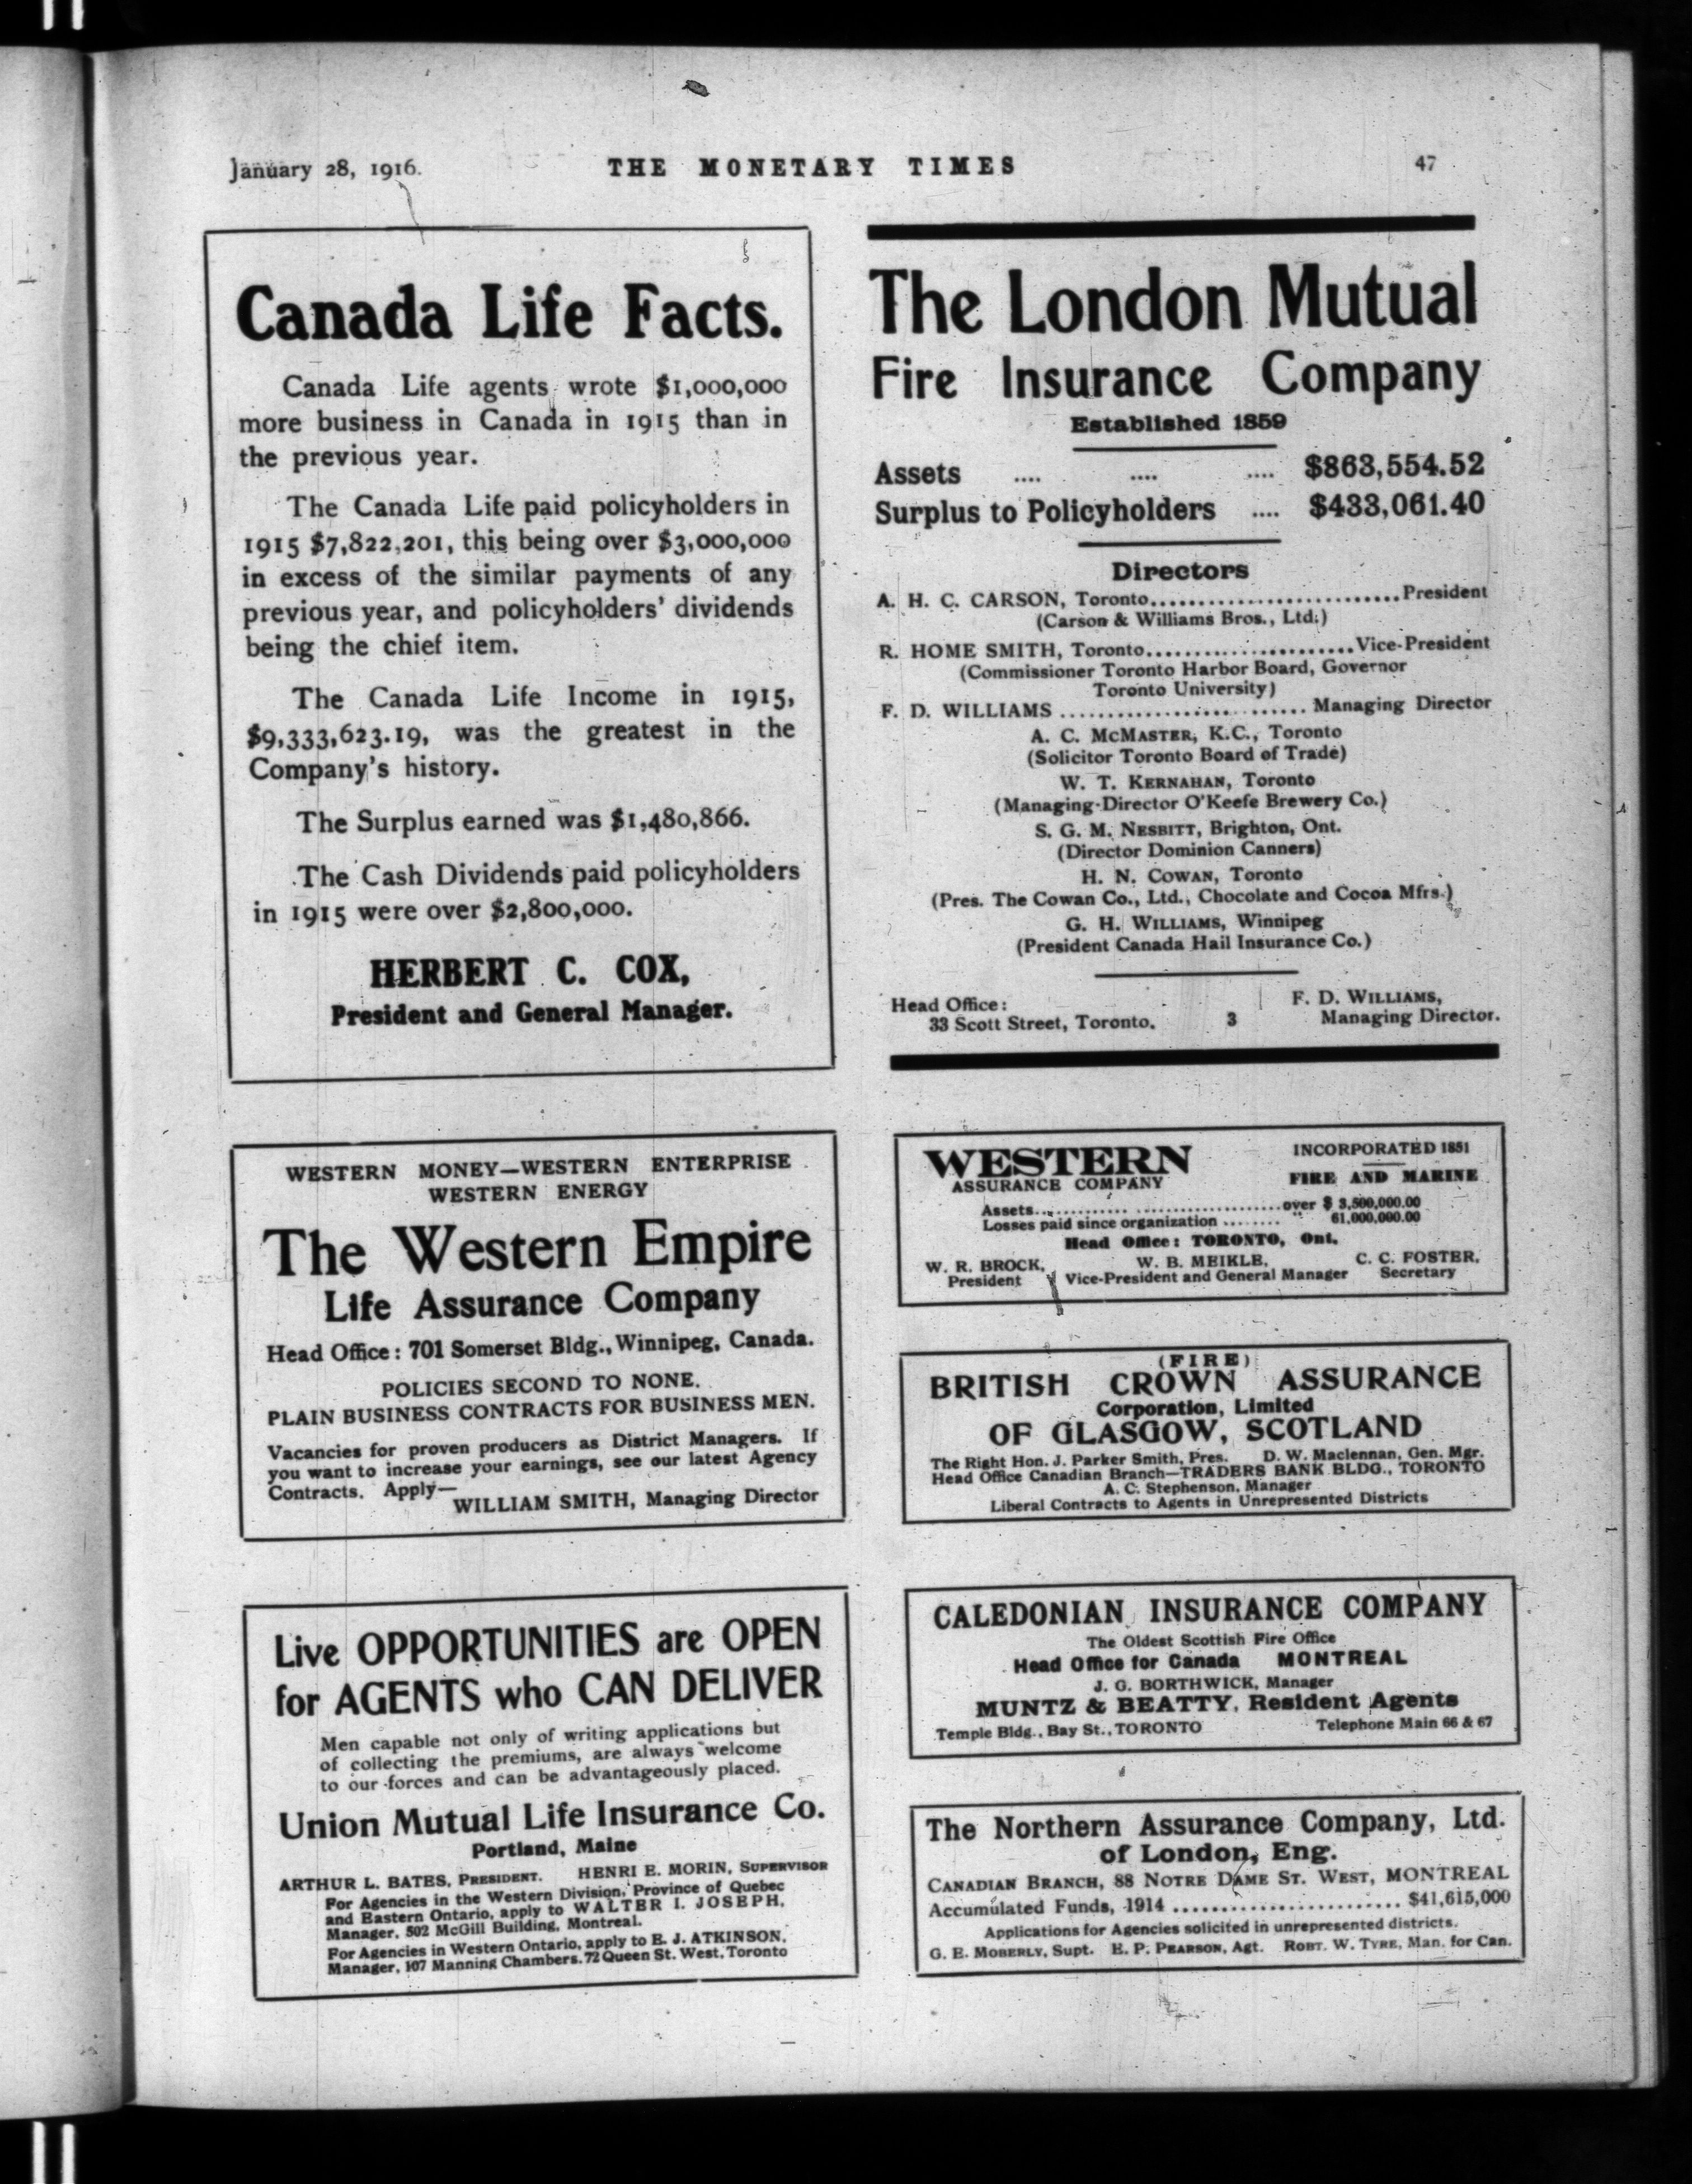 January 28, 1916.
THE MONETARY TIMES
47
Canada Life Facts.
Canada Life agents wrote $1,000,000
more business in Canada in 1915 than in
the previous year.
The Canada Life paid policyholders in
1915 $7,822,201, this being over $3,000,000
in excess of the similar payments of any
previous year, and policyholders' dividends
being the chief item.
The Canada Life Income in 1915,
$9,333,623.19, was the greatest in the
Company's history.
The Surplus earned was $1,480,866.
The Cash Dividends paid policyholders
in 1915 were over $2,800,000.
HERBERT C. COX,
President and General Manager.
The London Mutual
Fire Insurance Company
Established 1859
Assets .... .... .... $863,554.52
Surplus to Policyholders .... $433,061.40
Directors
A. H. C. CARSON, Toronto..........................President
(Carson & Williams Bros., Ltd.)
R. HOME SMITH, Toronto......................Vice-President
(Commissioner Toronto Harbor Board, Governor
Toronto University)
F. D. WILLIAMS .......................... Managing Director
A. C. McMASTER, K.C., Toronto
(Solicitor Toronto Board of Trade)
W. T. KERNAHAN, Toronto
(Managing-Director O'Keefe Brewery Co.)
S. G. M. NESBITT, Brighton, Ont.
(Director Dominion Canners)
H. N. COWAN, Toronto
(Pres. The Cowan Co., Ltd., Chocolate and Cocoa Mfrs.)
G. H. WILLIAMS, Winnipeg
(President Canada Hail Insurance Co.)
Head Office:
33 Scott Street, Toronto.
3
F. D. WILLIAMS,
Managing Director.
WESTERN MONEY—WESTERN ENTERPRISE
WESTERN ENERGY
The Western Empire
Life Assurance Company
Head Office: 701 Somerset Bldg., Winnipeg, Canada.
POLICIES SECOND TO NONE.
PLAIN BUSINESS CONTRACTS FOR BUSINESS MEN.
Vacancies for proven producers as District Managers. If
you want to increase your earnings, see our latest Agency
Contracts. Apply—
WILLIAM SMITH, Managing Director
WESTERN
ASSURANCE COMPANY
INCORPORATED 1851
FIRE AND MARINE
Assets..............................over $ 3,500,000.00
Losses paid since organization ........ " 61,000,000.00
Head Office: TORONTO, Ont.
W. R. BROCK,
President
W. B. MEIKLE,
Vice-President and General Manager
C. C. FOSTER,
Secretary
(FIRE)
BRITISH CROWN ASSURANCE
Corporation, Limited
OF GLASGOW, SCOTLAND
The Right Hon. J. Parker Smith, Pres. D. W. Maclennan, Gen. Mgr.
Head Office Canadian Branch—TRADERS BANK BLDG., TORONTO
A. C. Stephenson, Manager
Liberal Contracts to Agents in Unrepresented Districts
Live OPPORTUNITIES are OPEN
for AGENTS who CAN DELIVER
Men capable not only of writing applications but
of collecting the premiums, are always welcome
to our forces and can be advantageously placed.
Union Mutual Life Insurance Co.
Portland, Maine
ARTHUR L. BATES, PRESIDENT. HENRI E. MORIN, SUPERVISOR
For Agencies in the Western Division, Province of Quebec
and Eastern Ontario, apply to WALTER I. JOSEPH,
Manager, 502 McGill Building, Montreal.
For Agencies in Western Ontario, apply to E. J. ATKINSON,
Manager, 107 Manning Chambers, 72 Queen St. West, Toronto
CALEDONIAN INSURANCE COMPANY
The Oldest Scottish Fire Office
Head Office for Canada MONTREAL
J. G. BORTHWICK, Manager
MUNTZ & BEATTY, Resident Agents
Temple Bldg., Bay St., TORONTO Telephone Main 66 & 67
The Northern Assurance Company, Ltd.
of London, Eng.
CANADIAN BRANCH, 88 NOTRE DAME ST. WEST, MONTREAL
Accumulated Funds, 1914 ........................ $41,615,000
Applications for Agencies solicited in unrepresented districts.
G. E. MOBERLY, Supt. E. P. PEARSON, Agt. ROBT. W. TYRE, Man. for Can.